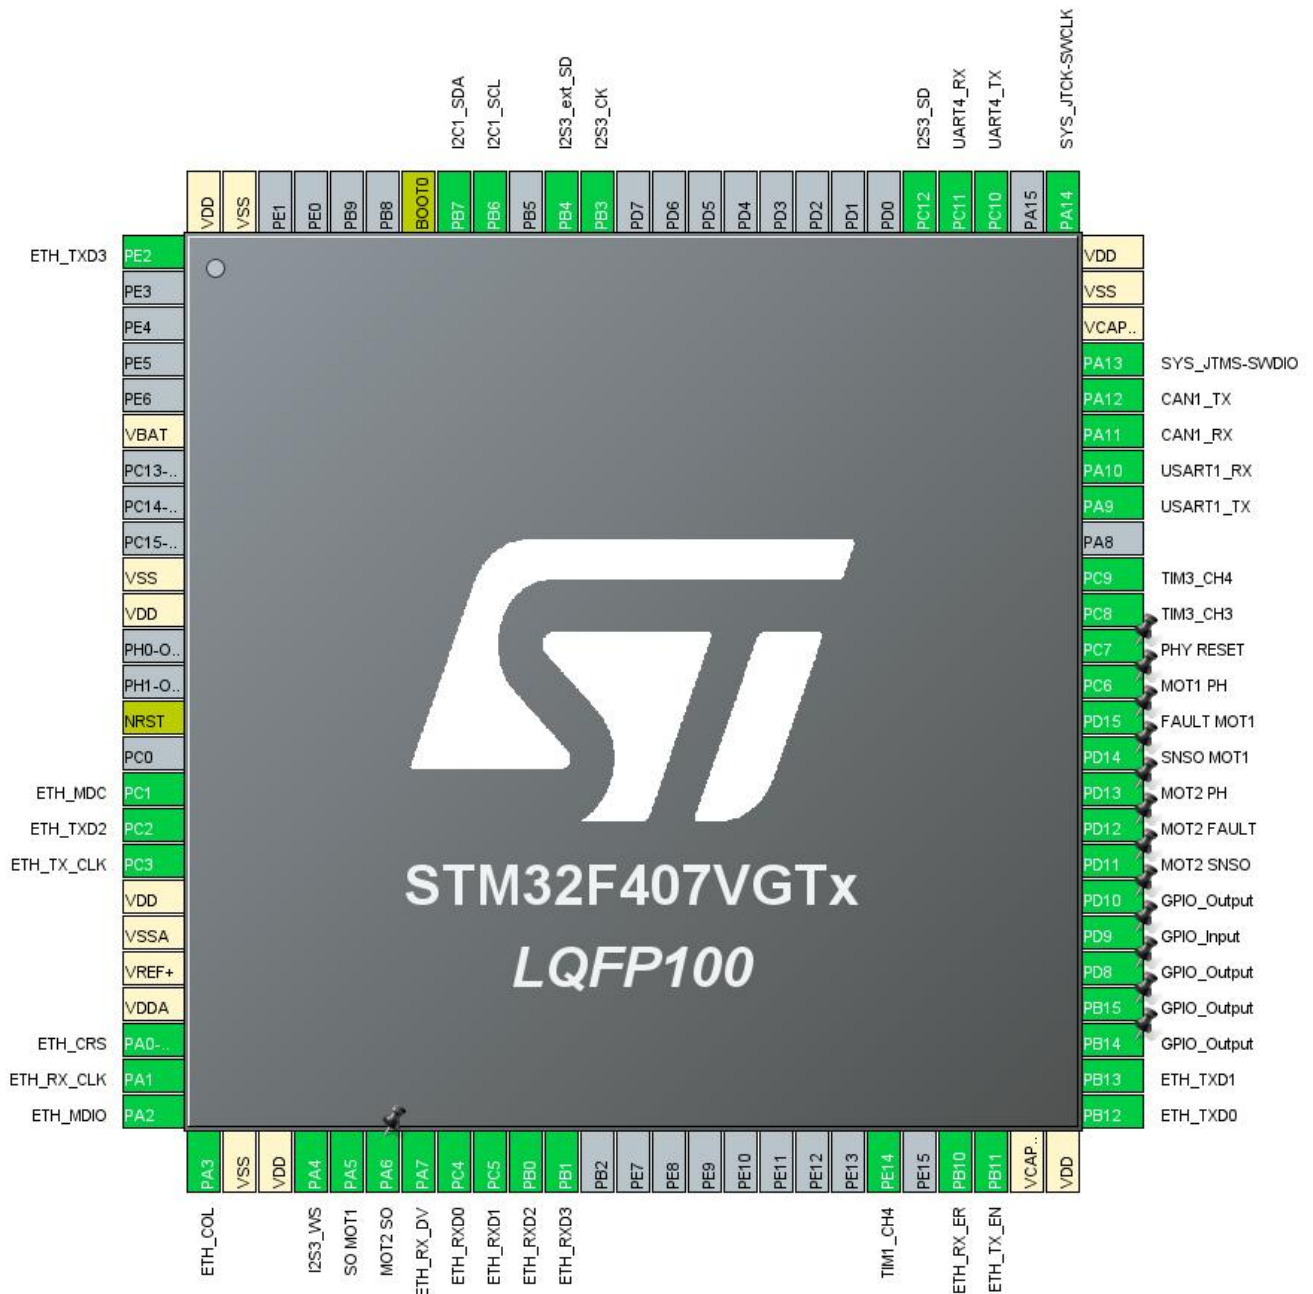 I2C1_SDA
I2C1_SCL
I2S3_ext_SD
I2S3_CK
I2S3_SD
UART4_RX
UART4_TX
SYS_JTCK-SWCLK
VDD
VSS
PE1
PE0
PB9
PB8
BOOT0
PB7
PB6
PB5
PB4
PB3
PD7
PD6
PD5
PD4
PD3
PD2
PD1
PD0
PC12
PC11
PC10
PA15
PA14
ETH_TXD3 PE2
PE3
PE4
PE5
PE6
VBAT
PC13-..
PC14-..
PC15-..
VSS
VDD
PH0-O..
PH1-O..
NRST
PC0
ETH_MDC PC1
ETH_TXD2 PC2
ETH_TX_CLK PC3
VDD
VSSA
VREF+
VDDA
ETH_CRS PA0-..
ETH_RX_CLK PA1
ETH_MDIO PA2
ST
STM32F407VGTx
LQFP100
VDD
VSS
VCAP..
PA13 SYS_JTMS-SWDIO
PA12 CAN1_TX
PA11 CAN1_RX
PA10 USART1_RX
PA9 USART1_TX
PA8
PC9 TIM3_CH4
PC8 TIM3_CH3
PC7 PHY RESET
PC6 MOT1 PH
PD15 FAULT MOT1
PD14 SNSO MOT1
PD13 MOT2 PH
PD12 MOT2 FAULT
PD11 MOT2 SNSO
PD10 GPIO_Output
PD9 GPIO_Input
PD8 GPIO_Output
PB15 GPIO_Output
PB14 GPIO_Output
PB13 ETH_TXD1
PB12 ETH_TXD0
PA3
VSS
VDD
PA4
PA5
PA6
PA7
PC4
PC5
PB0
PB1
PB2
PE7
PE8
PE9
PE10
PE11
PE12
PE13
PE14
PE15
PB10
PB11
VCAP..
VDD
ETH_COL
I2S3_WS
SO MOT1
MOT2 SO
ETH_RX_DV
ETH_RXD0
ETH_RXD1
ETH_RXD2
ETH_RXD3
TIM1_CH4
ETH_RX_ER
ETH_TX_EN